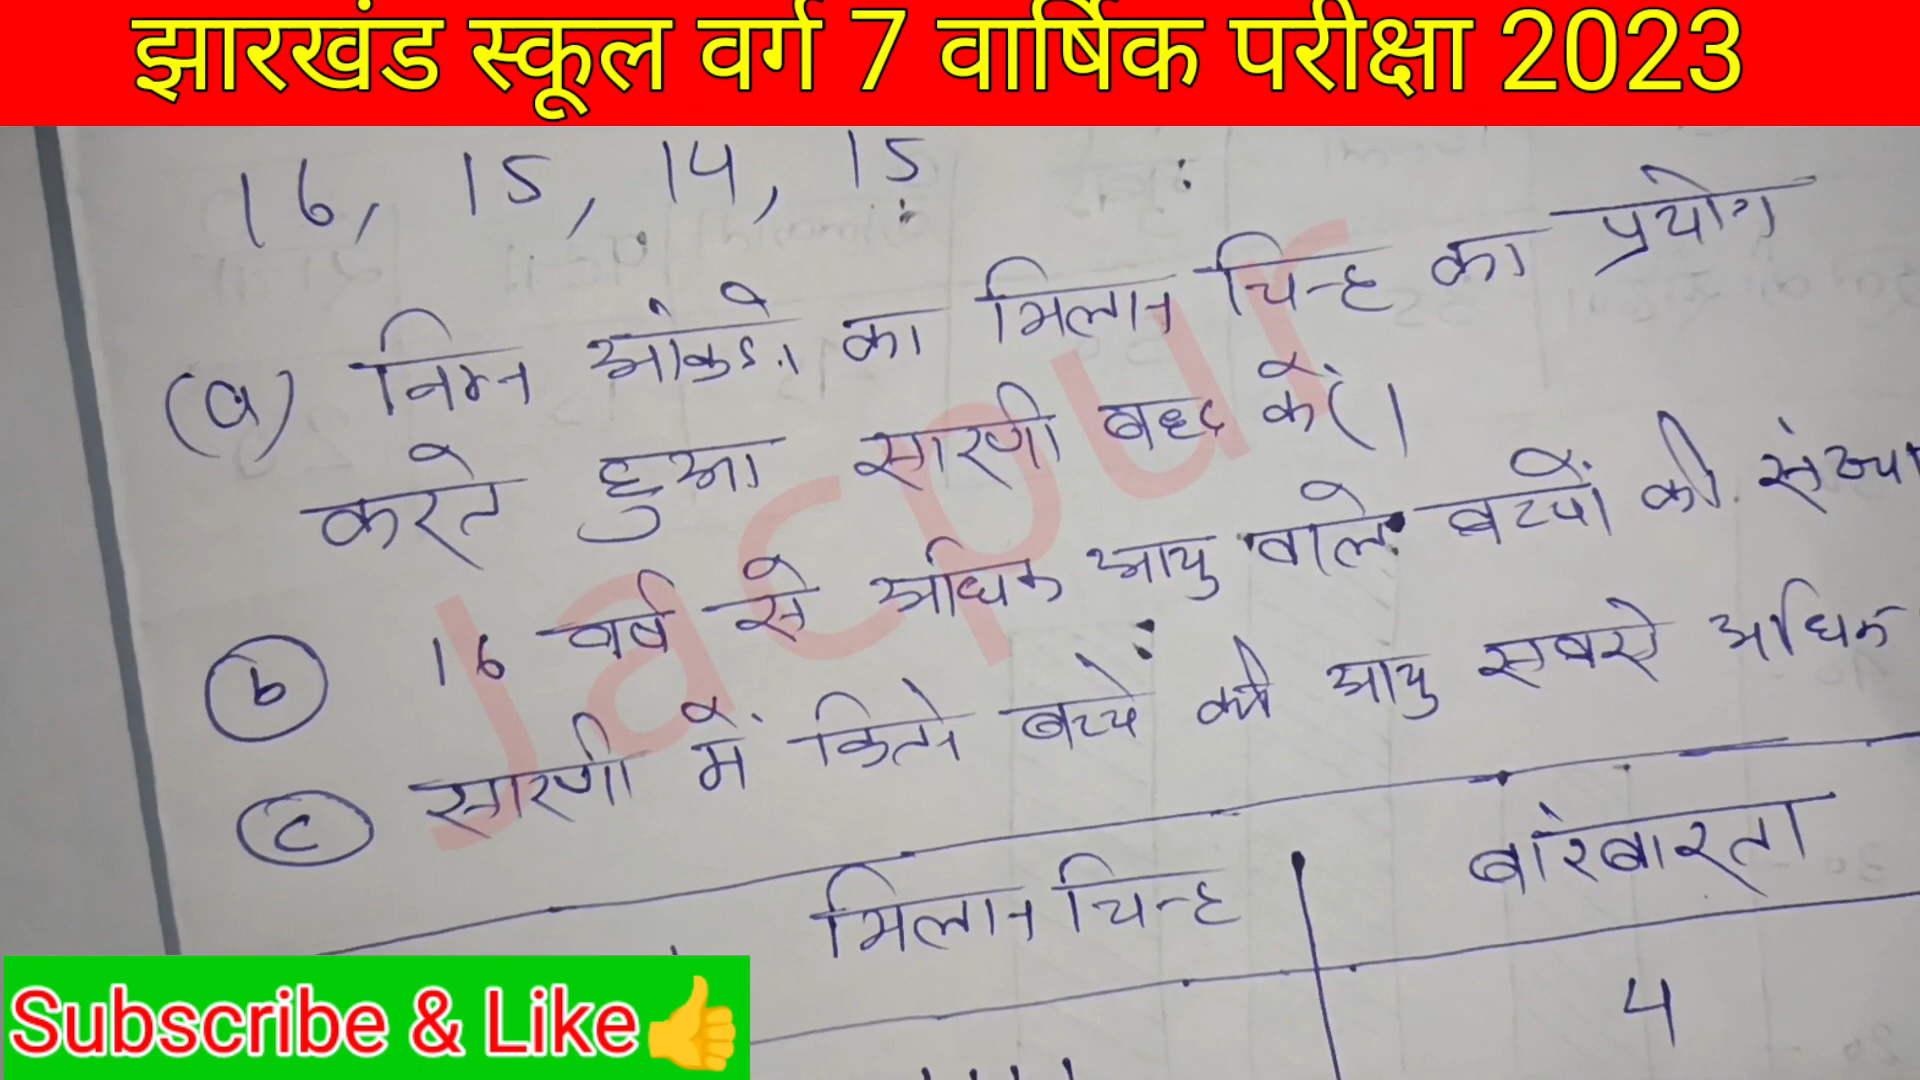 झारखंड स्कूल वर्ग 7 वार्षिक परीक्षा 2023
16, 15, 14, 15
(a) निम्न आंकडे़ का मिलान चिन्ह का प्रयोग
करते हुआ सारणी बध्द करें।
(b) 16 वर्ष से अधिक आयु वाले बच्चों की संख्या
(c) सारणी में कितने बच्चे की आयु सबसे अधिक
मिलान चिन्ह बारंबारता
4
Jacpur
Subscribe & Like👍